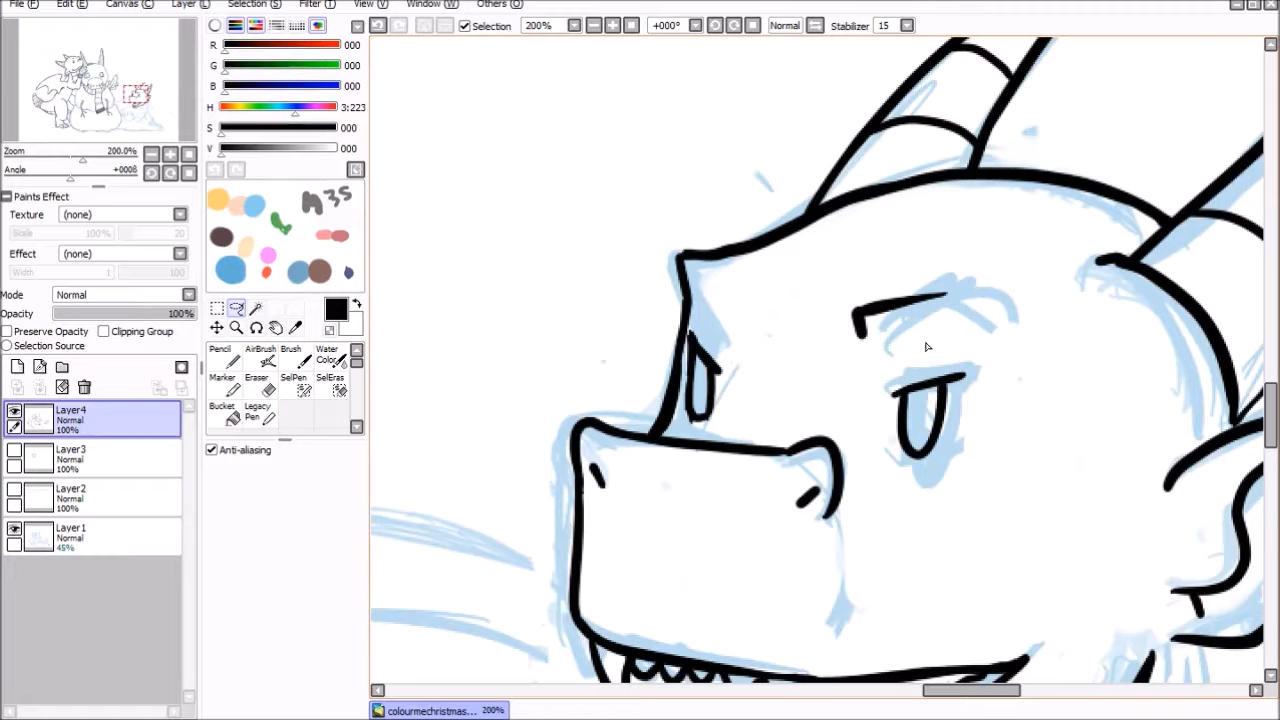 File (F) Edit (E) Canvas (C) Layer (L) Selection (S) Filter (T) View (V) Window (W) Others (O)
Selection 200% +000° Normal Stabilizer 15
Zoom 200.0%
Angle +000ß
Paints Effect
Texture (none)
Scale 100% 20
Effect (none)
Width 1 100
Mode Normal
Opacity 100%
Preserve Opacity Clipping Group
Selection Source
Layer4
Normal
100%
Layer3
Normal
100%
Layer2
Normal
100%
Layer1
Normal
45%
R 000
G 000
B 000
H 3:223
S 000
V 000
Pencil AirBrush Brush Water Color
Marker Eraser SelPen SelEras
Bucket Legacy Pen
Anti-aliasing
colourmechristmas... 200%